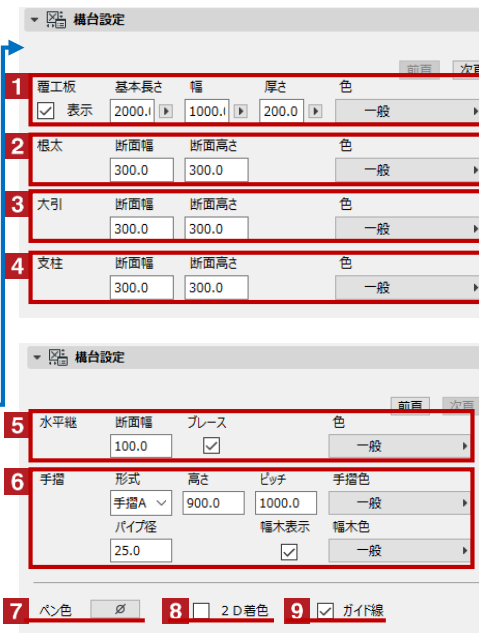 構台設定
前頁 次頁
1 覆工板 基本長さ 幅 厚さ 色
表示 2000.( 1000.( 200.0 一般
2 根太 断面幅 断面高さ 色
300.0 300.0 一般
3 大引 断面幅 断面高さ 色
300.0 300.0 一般
4 支柱 断面幅 断面高さ 色
300.0 300.0 一般
構台設定
前頁 次頁
5 水平継 断面幅 ブレース 色
100.0 一般
6 手摺 形式 高さ ピッチ 手摺色
手摺A 900.0 1000.0 一般
パイプ径 幅木表示 幅木色
25.0 一般
7 ペン色 8 2D着色 9 ガイド線